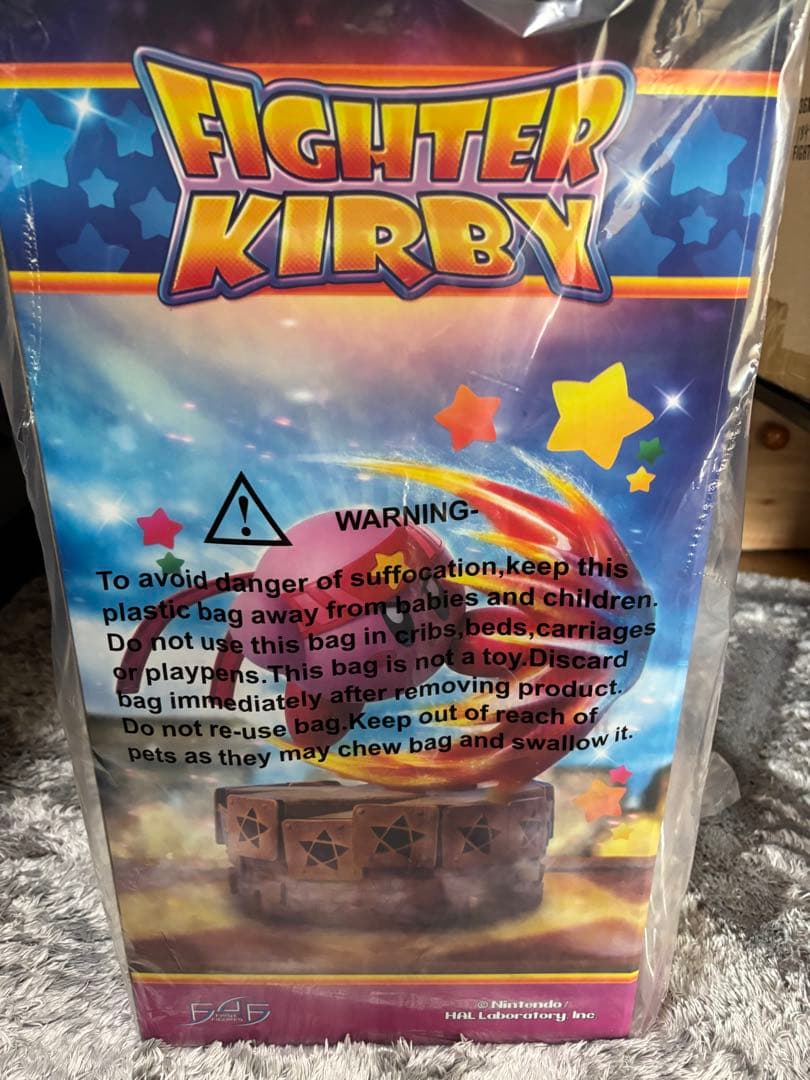 FIGHTER
KIRBY
WARNING-
To avoid danger of suffocation,keep this
plastic bag away from babies and children.
Do not use this bag in cribs,beds,carriages
or playpens.This bag is not a toy.Discard
bag immediately after removing product.
Do not re-use bag.Keep out of reach of
pets as they may chew bag and swallow it.
F4F
FIRST
FIGURES
© Nintendo /
HAL Laboratory, Inc.